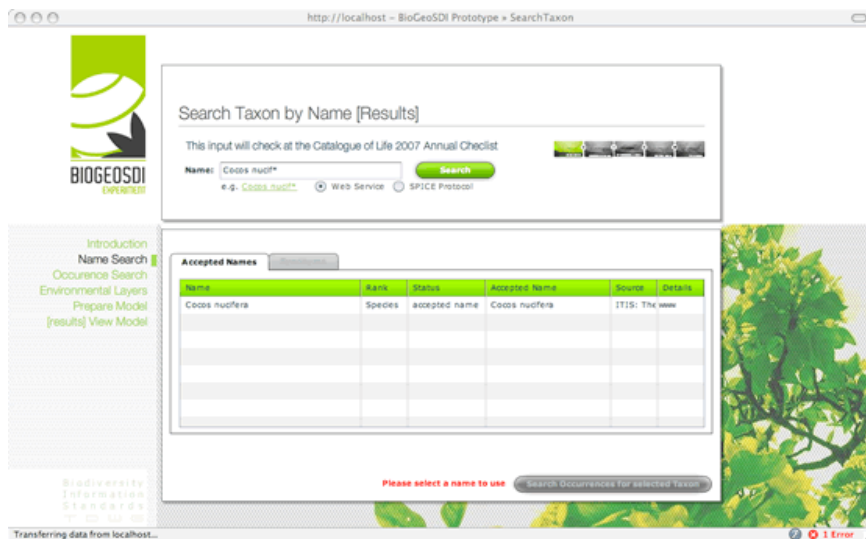 http://localhost – BioGeoSDI Prototype » SearchTaxon
BIOGEOSDI
EXPERIMENT
Search Taxon by Name [Results]
This input will check at the Catalogue of Life 2007 Annual Checlist
Name: Cocos nucif* Search
e.g. Cocos nucif* Web Service SPICE Protocol
Introduction
Name Search
Occurence Search
Environmental Layers
Prepare Model
[results] View Model
Accepted Names Synonyms
Name Rank Status Accepted Name Source Details
Cocos nucifera Species accepted name Cocos nucifera ITIS: The www
Please select a name to use Search Occurrences for selected Taxon
Biodiversity
Information
Standards
T D W G
Transferring data from localhost... 1 Error